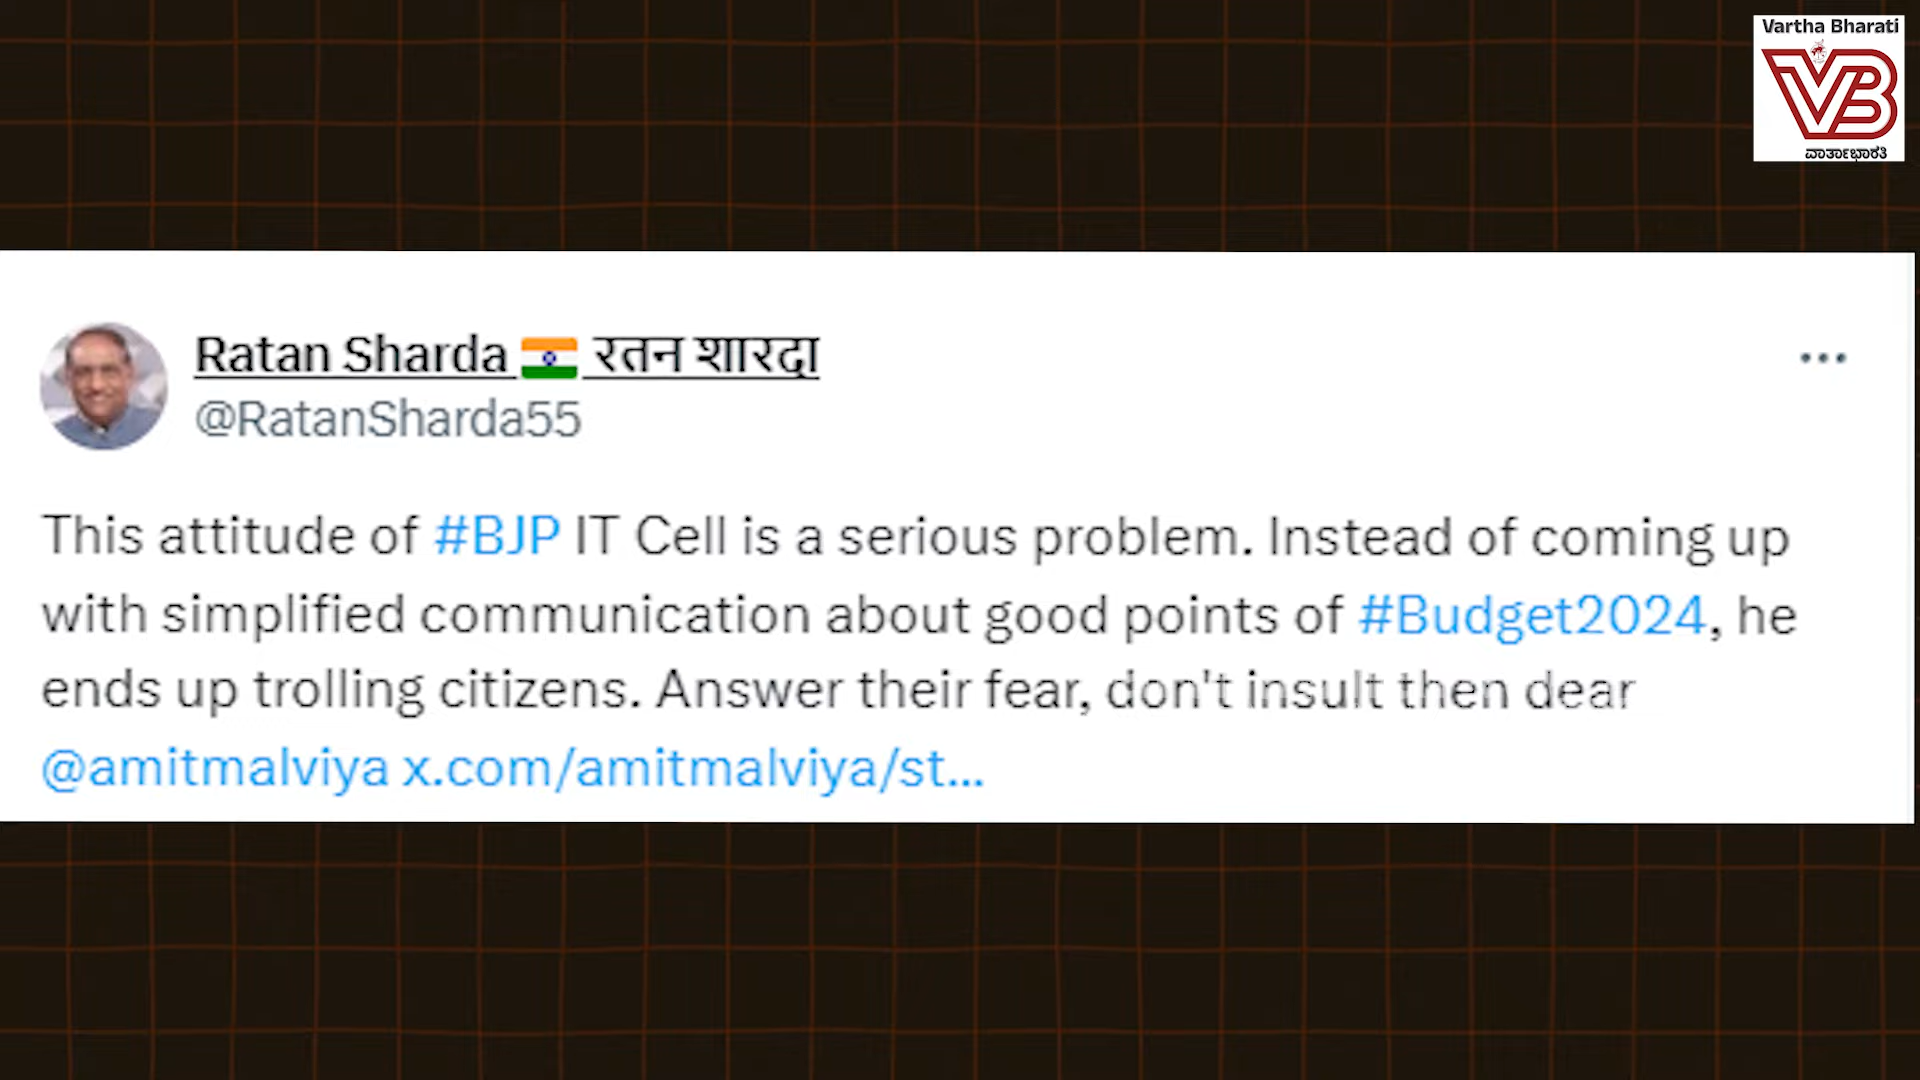 Vartha Bharati
VB
ವಾರ್ತಾಭಾರತಿ
Ratan Sharda 🇮🇳 रतन शारदा
@RatanSharda55
This attitude of #BJP IT Cell is a serious problem. Instead of coming up
with simplified communication about good points of #Budget2024, he
ends up trolling citizens. Answer their fear, don't insult then dear
@amitmalviya x.com/amitmalviya/st...